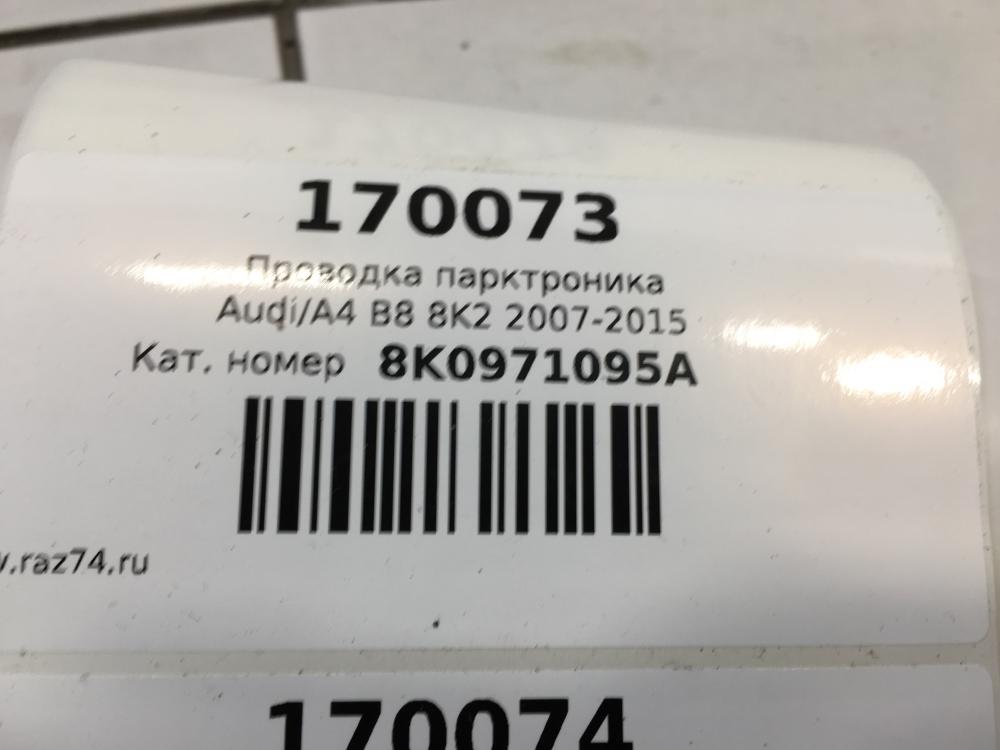 170073
Проводка парктроника
Audi/A4 B8 8K2 2007-2015
Кат. номер 8K0971095A
.raz74.ru
170074